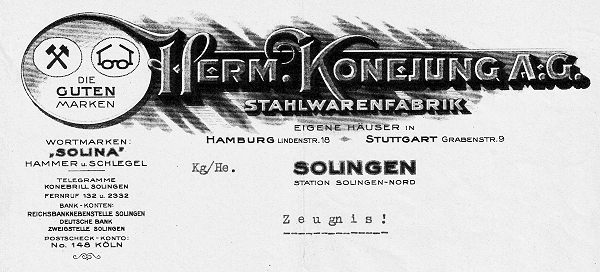 HERM. KONEJUNG A:G.
STAHLWARENFABRIK
DIE
GUTEN
MARKEN
EIGENE HÄUSER IN
HAMBURG LINDENSTR. 18 STUTTGART GRABENSTR. 9
WORTMARKEN:
„SOLINA"
HAMMER U. SCHLEGEL
Kg/He.
SOLINGEN
STATION SOLINGEN-NORD
TELEGRAMME
KONEBRILL SOLINGEN
FERNRUF 132 u. 2332
BANK-KONTEN:
REICHSBANKNEBENSTELLE SOLINGEN
DEUTSCHE BANK
ZWEIGSTELLE SOLINGEN
POSTSCHECK-KONTO:
No. 148 KÖLN
Zeugnis!